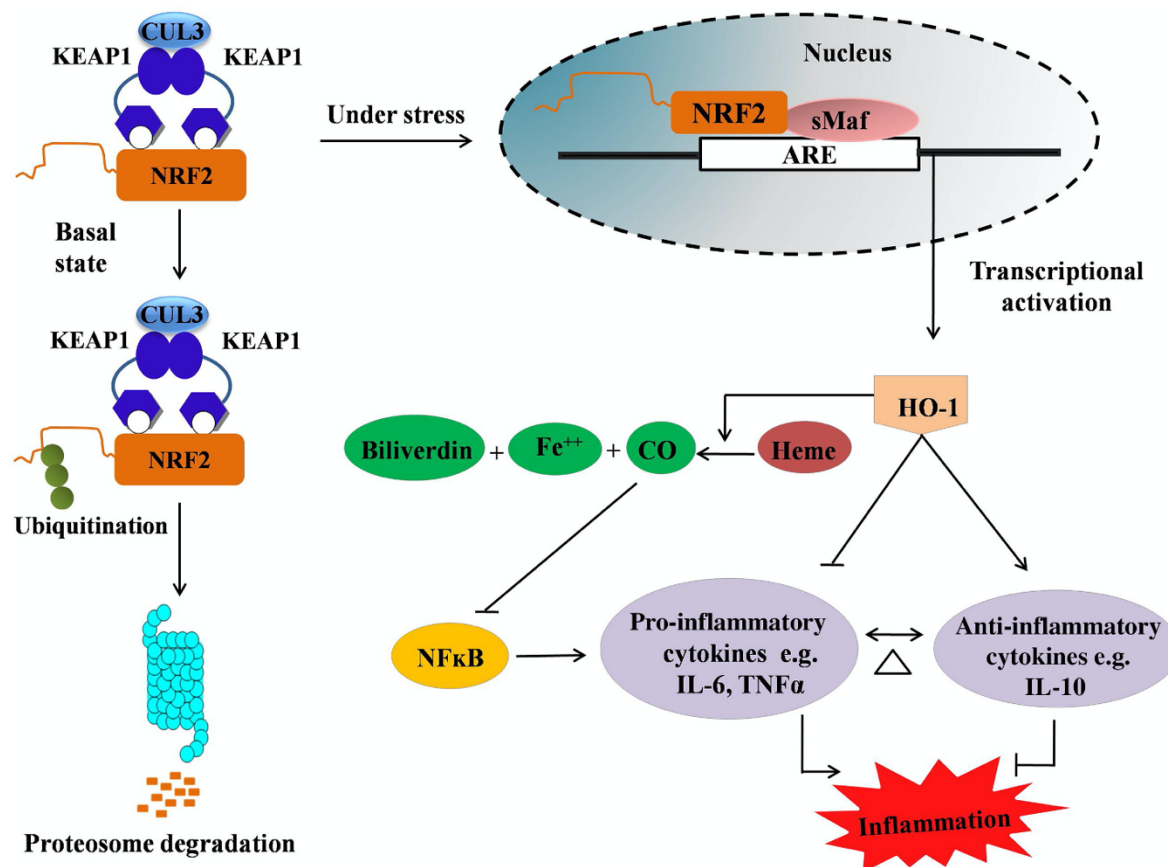 CUL3
KEAP1
KEAP1
NRF2
Under stress
Nucleus
NRF2
sMaf
ARE
Basal
state
Transcriptional
activation
CUL3
KEAP1
KEAP1
NRF2
Ubiquitination
HO-1
Biliverdin + Fe⁺⁺ + CO
Heme
NFκB
Pro-inflammatory
cytokines e.g.
IL-6, TNFα
Anti-inflammatory
cytokines e.g.
IL-10
Inflammation
Proteosome degradation